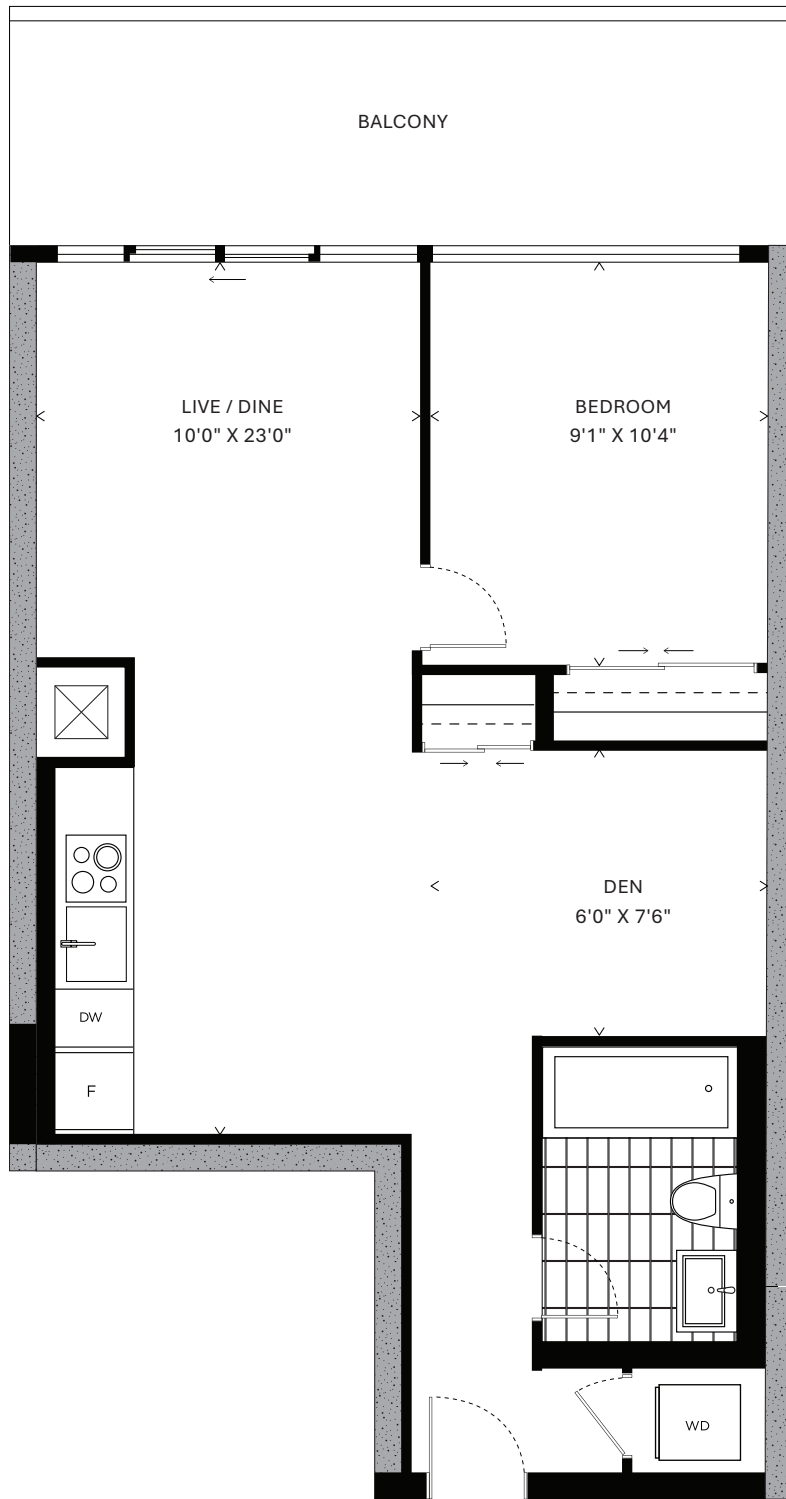 BALCONY
LIVE / DINE
10'0" X 23'0"
BEDROOM
9'1" X 10'4"
DEN
6'0" X 7'6"
DW
F
WD